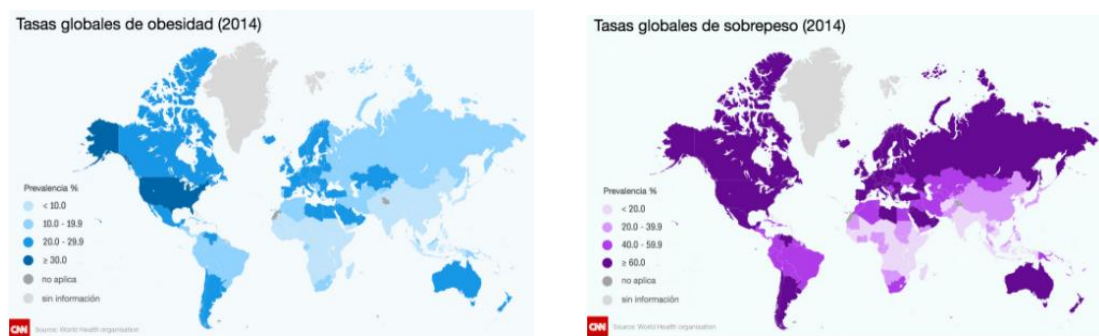 Tasas globales de obesidad (2014)
Prevalencia %
< 10.0
10.0 - 19.9
20.0 - 29.9
≥ 30.0
no aplica
sin información
CNN Source: World Health organisation
Tasas globales de sobrepeso (2014)
Prevalencia %
< 20.0
20.0 - 39.9
40.0 - 59.9
≥ 60.0
no aplica
sin información
CNN Source: World Health organisation